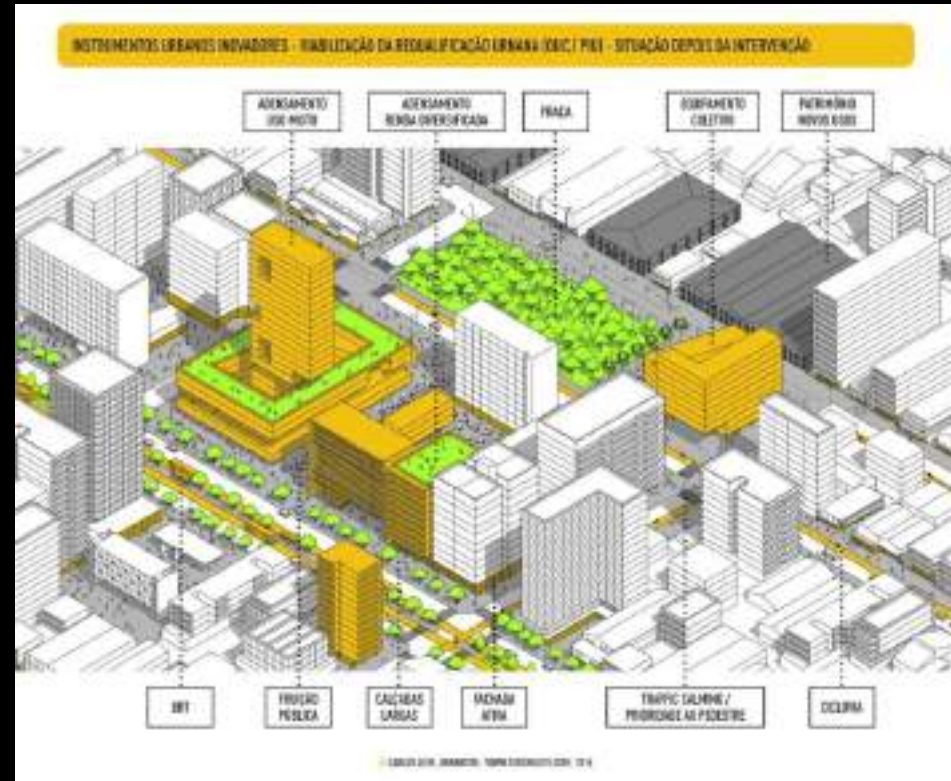 INSTRUMENTOS URBANOS INOVADORES - VIABILIZAÇÃO DA REQUALIFICAÇÃO URBANA (OUC / PIU) - SITUAÇÃO DEPOIS DA INTERVENÇÃO
ADENSAMENTO
USO MISTO
ADENSAMENTO
RENDA DIVERSIFICADA
PRAÇA
EQUIPAMENTO
COLETIVO
PATRIMÔNIO
NOVOS USOS
BRT
FRUIÇÃO
PÚBLICA
CALÇADAS
LARGAS
FACHADA
ATIVA
TRAFFIC CALMING /
PRIORIDADE AO PEDESTRE
CICLOVIA